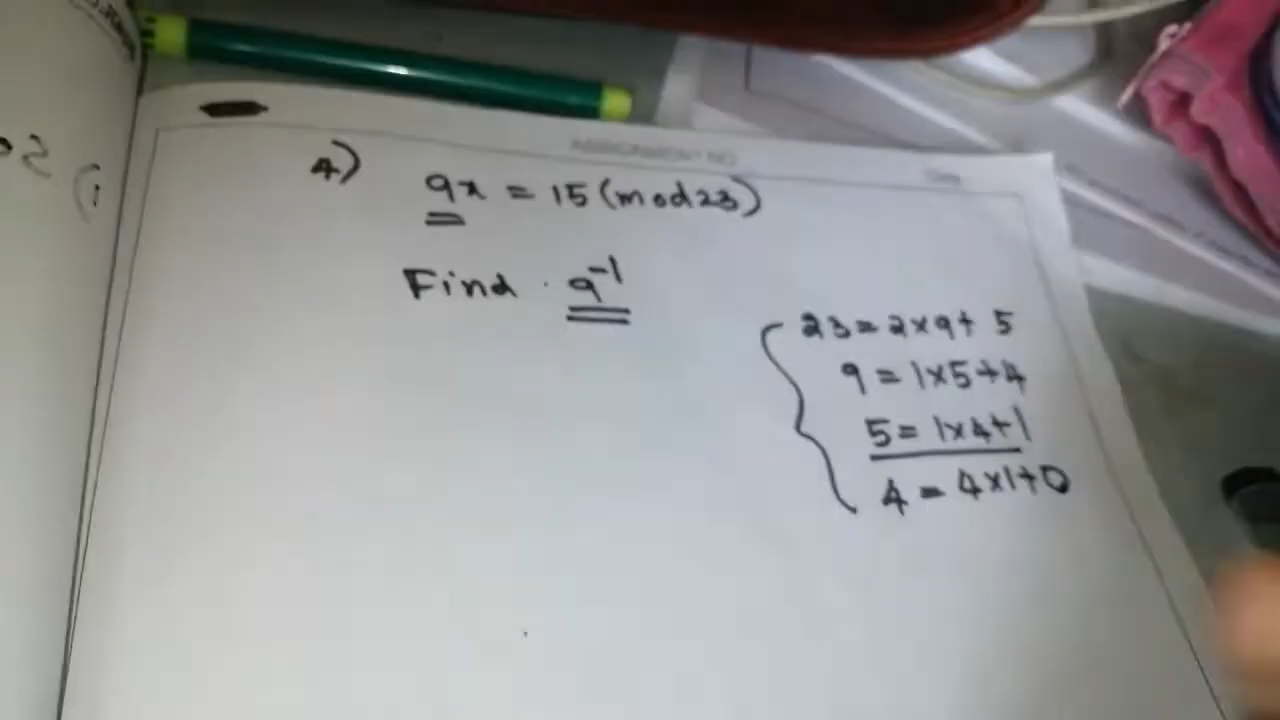 4) 9x = 15 (mod 23)
Find 9⁻¹
23 = 2×9+ 5
9 = 1×5+4
5 = 1×4+1
4 = 4×1+0